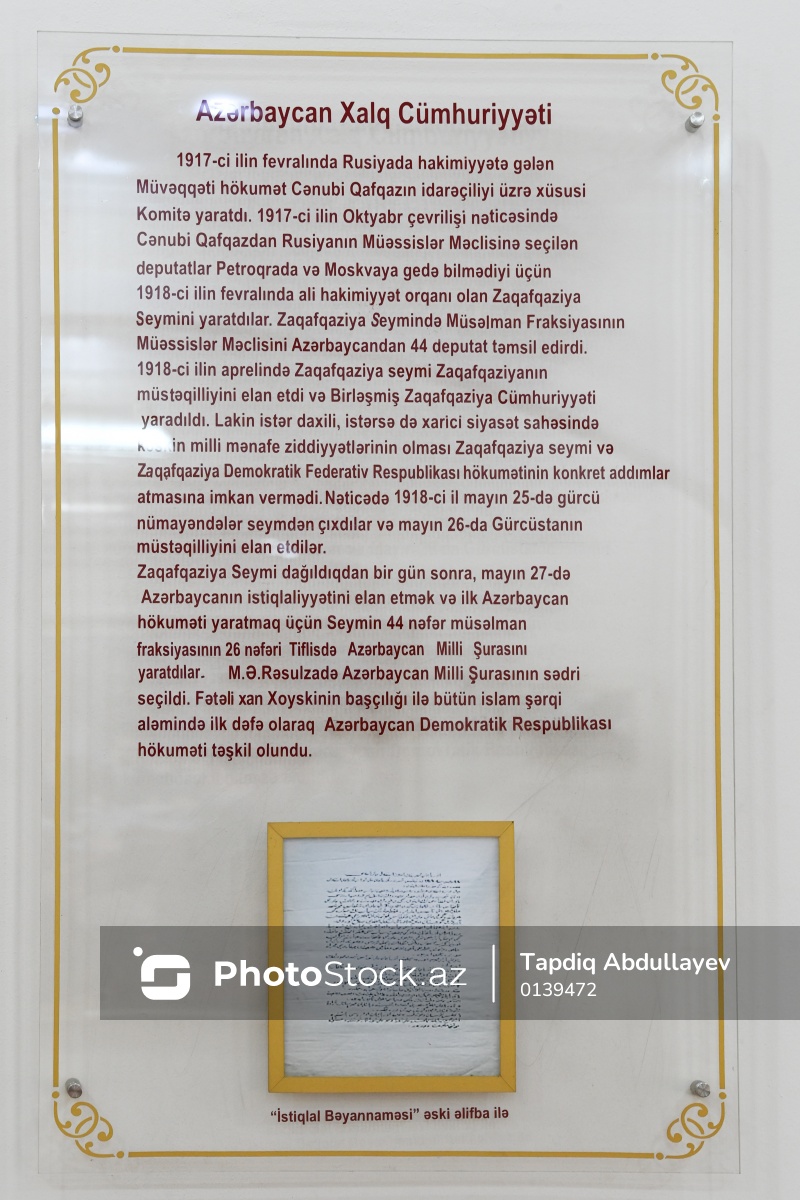 Azərbaycan Xalq Cümhuriyyəti
1917-ci ilin fevralında Rusiyada hakimiyyətə gələn
Müvəqqəti hökumət Cənubi Qafqazın idarəçiliyi üzrə xüsusi
Komitə yaratdı. 1917-ci ilin Oktyabr çevrilişi nəticəsində
Cənubi Qafqazdan Rusiyanın Müəssislər Məclisinə seçilən
deputatlar Petroqrada və Moskvaya gedə bilmədiyi üçün
1918-ci ilin fevralında ali hakimiyyət orqanı olan Zaqafqaziya
Seymini yaratdılar. Zaqafqaziya Seymində Müsəlman Fraksiyasının
Müəssislər Məclisini Azərbaycandan 44 deputat təmsil edirdi.
1918-ci ilin aprelində Zaqafqaziya seymi Zaqafqaziyanın
müstəqilliyini elan etdi və Birləşmiş Zaqafqaziya Cümhuriyyəti
yaradıldı. Lakin istər daxili, istərsə də xarici siyasət sahəsində
milli mənafe ziddiyyətlərinin olması Zaqafqaziya seymi və
Zaqafqaziya Demokratik Federativ Respublikası hökumətinin konkret addımlar
atmasına imkan vermədi. Nəticədə 1918-ci il mayın 25-də gürcü
nümayəndələr seymdən çıxdılar və mayın 26-da Gürcüstanın
müstəqilliyini elan etdilər.
Zaqafqaziya Seymi dağıldıqdan bir gün sonra, mayın 27-də
Azərbaycanın istiqlaliyyətini elan etmək və ilk Azərbaycan
hökuməti yaratmaq üçün Seymin 44 nəfər müsəlman
fraksiyasının 26 nəfəri Tiflisdə Azərbaycan Milli Şurasını
yaratdılar. M.Ə.Rəsulzadə Azərbaycan Milli Şurasının sədri
seçildi. Fətəli xan Xoyskinin başçılığı ilə bütün islam şərqi
aləmində ilk dəfə olaraq Azərbaycan Demokratik Respublikası
hökuməti təşkil olundu.
PhotoStock.az
Tapdiq Abdullayev
0139472
“İstiqlal Bəyannaməsi” əski əlifba ilə